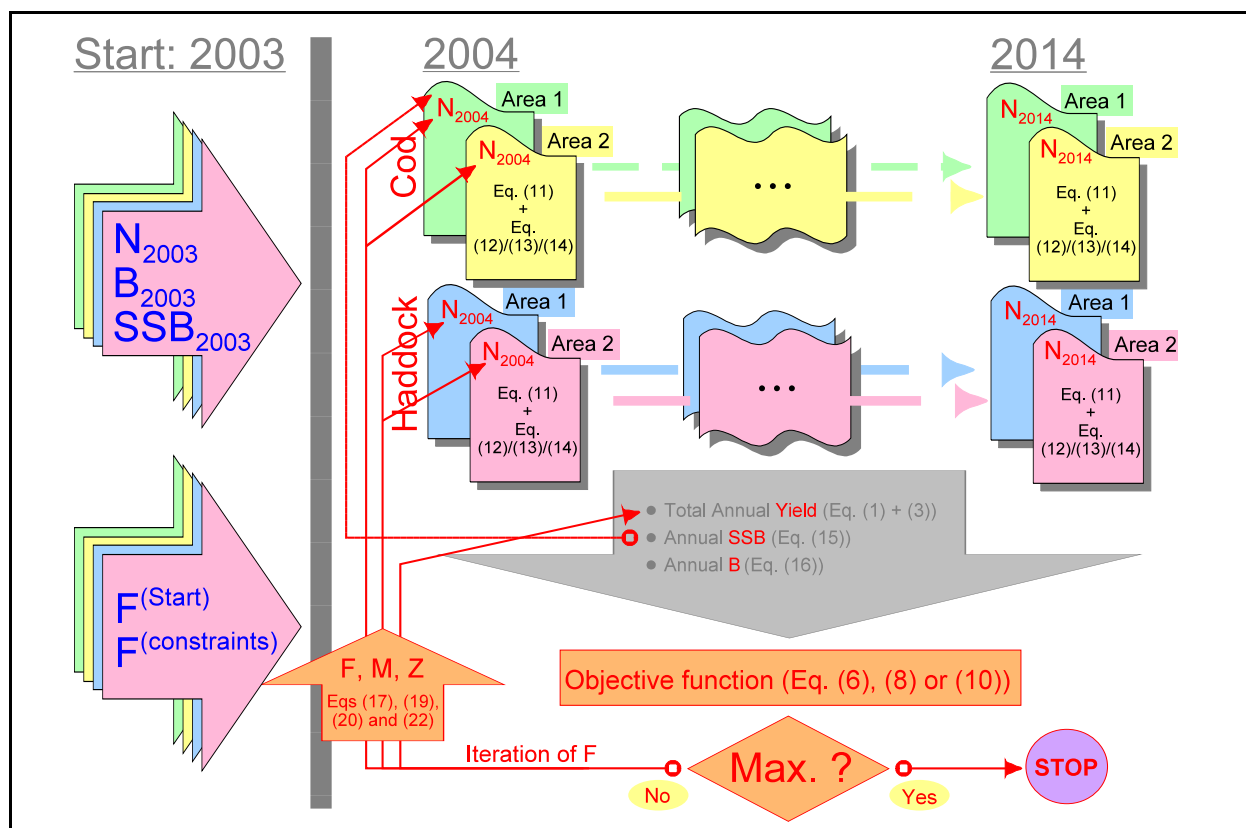 Start: 2003
2004
2014
N2003
B2003
SSB2003
F(Start)
F(constraints)
Cod
N2004
Area 1
N2004
Area 2
Eq. (11)
+
Eq.
(12)/(13)/(14)
...
N2014
Area 1
N2014
Area 2
Eq. (11)
+
Eq.
(12)/(13)/(14)
Haddock
N2004
Area 1
N2004
Area 2
Eq. (11)
+
Eq.
(12)/(13)/(14)
...
N2014
Area 1
N2014
Area 2
Eq. (11)
+
Eq.
(12)/(13)/(14)
● Total Annual Yield (Eq. (1) + (3))
● Annual SSB (Eq. (15))
● Annual B (Eq. (16))
F, M, Z
Eqs (17), (19),
(20) and (22)
Objective function (Eq. (6), (8) or (10))
Iteration of F
No
Max. ?
Yes
STOP